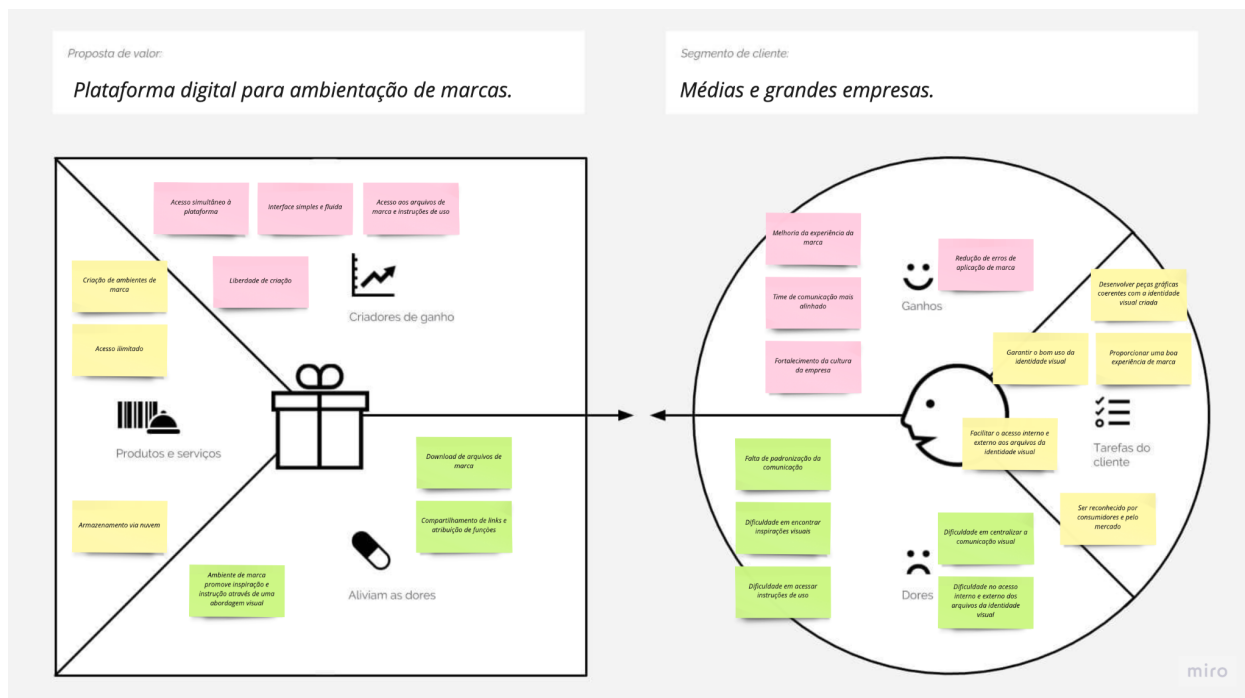 Proposta de valor:
Plataforma digital para ambientação de marcas.
Segmento de cliente:
Médias e grandes empresas.
Acesso simultâneo à
plataforma
Interface simples e fluida
Acesso aos arquivos de
marca e instruções de uso
Liberdade de criação
Criadores de ganho
Criação de ambientes de
marca
Acesso ilimitado
Produtos e serviços
Armazenamento via nuvem
Download de arquivos de
marca
Compartilhamento de links e
atribuição de funções
Ambiente de marca
promove inspiração e
instrução através de uma
abordagem visual
Aliviam as dores
Melhoria da experiência da
marca
Time de comunicação mais
alinhado
Fortalecimento da cultura
da empresa
Redução de erros de
aplicação de marca
Ganhos
Desenvolver peças gráficas
coerentes com a identidade
visual criada
Garantir o bom uso da
identidade visual
Proporcionar uma boa
experiência de marca
Facilitar o acesso interno e
externo aos arquivos da
identidade visual
Tarefas do
cliente
Ser reconhecido por
consumidores e pelo
mercado
Falta de padronização da
comunicação
Dificuldade em encontrar
inspirações visuais
Dificuldade em acessar
instruções de uso
Dificuldade em centralizar a
comunicação visual
Dificuldade no acesso
interno e externo dos
arquivos da identidade
visual
Dores
miro